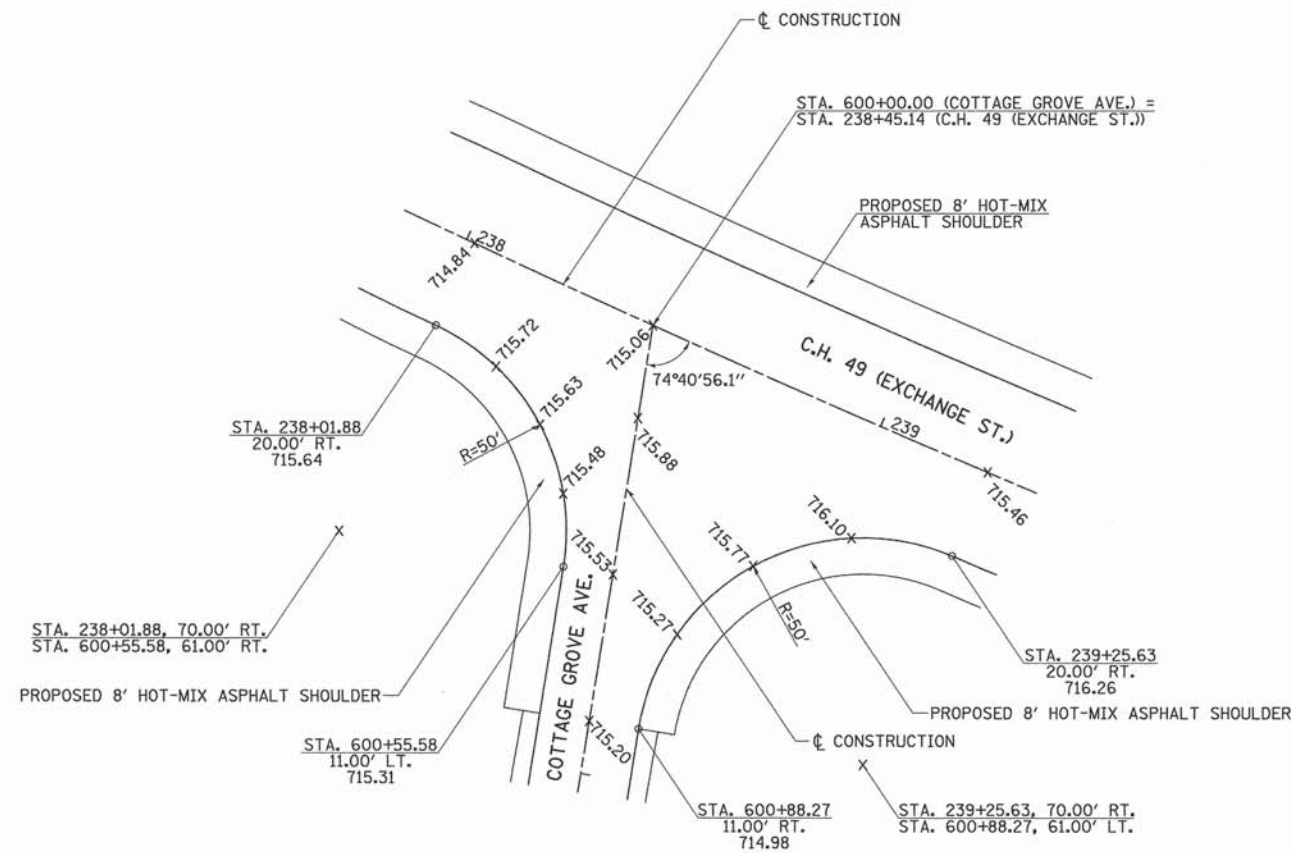 ℄ CONSTRUCTION
STA. 600+00.00 (COTTAGE GROVE AVE.) =
STA. 238+45.14 (C.H. 49 (EXCHANGE ST.))
PROPOSED 8' HOT-MIX
ASPHALT SHOULDER
238
714.84
715.72
715.06
C.H. 49 (EXCHANGE ST.)
74°40'56.1"
715.63
STA. 238+01.88
20.00' RT.
715.64
R=50'
715.88
239
715.48
715.46
716.10
715.77
715.53
715.27
R=50'
STA. 238+01.88, 70.00' RT.
STA. 600+55.58, 61.00' RT.
COTTAGE GROVE AVE.
STA. 239+25.63
20.00' RT.
716.26
PROPOSED 8' HOT-MIX ASPHALT SHOULDER
PROPOSED 8' HOT-MIX ASPHALT SHOULDER
715.20
℄ CONSTRUCTION
STA. 600+55.58
11.00' LT.
715.31
STA. 600+88.27
11.00' RT.
714.98
STA. 239+25.63, 70.00' RT.
STA. 600+88.27, 61.00' LT.